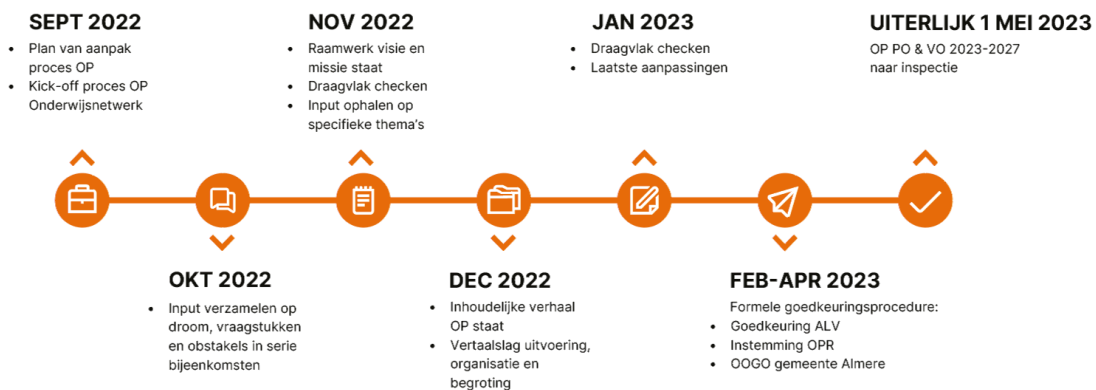 SEPT 2022
• Plan van aanpak
proces OP
• Kick-off proces OP
Onderwijsnetwerk
NOV 2022
• Raamwerk visie en
missie staat
• Draagvlak checken
• Input ophalen op
specifieke thema's
JAN 2023
• Draagvlak checken
• Laatste aanpassingen
UITERLIJK 1 MEI 2023
OP PO & VO 2023-2027
naar inspectie
OKT 2022
• Input verzamelen op
droom, vraagstukken
en obstakels in serie
bijeenkomsten
DEC 2022
• Inhoudelijke verhaal
OP staat
• Vertaalslag uitvoering,
organisatie en
begroting
FEB-APR 2023
Formele goedkeuringsprocedure:
• Goedkeuring ALV
• Instemming OPR
• OOGO gemeente Almere